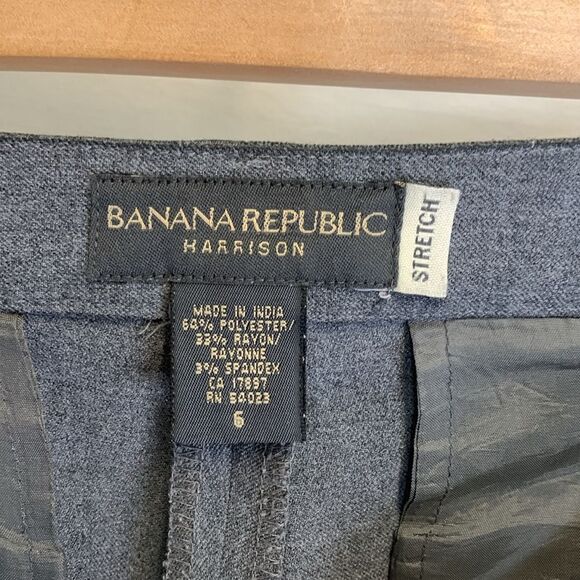 BANANA REPUBLIC
HARRISON
STRETCH
MADE IN INDIA
64% POLYESTER/
33% RAYON/
RAYONNE
3% SPANDEX
CA 17897
RN 54023
6